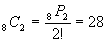 ₈C₂ = ₈P₂ / 2! = 28